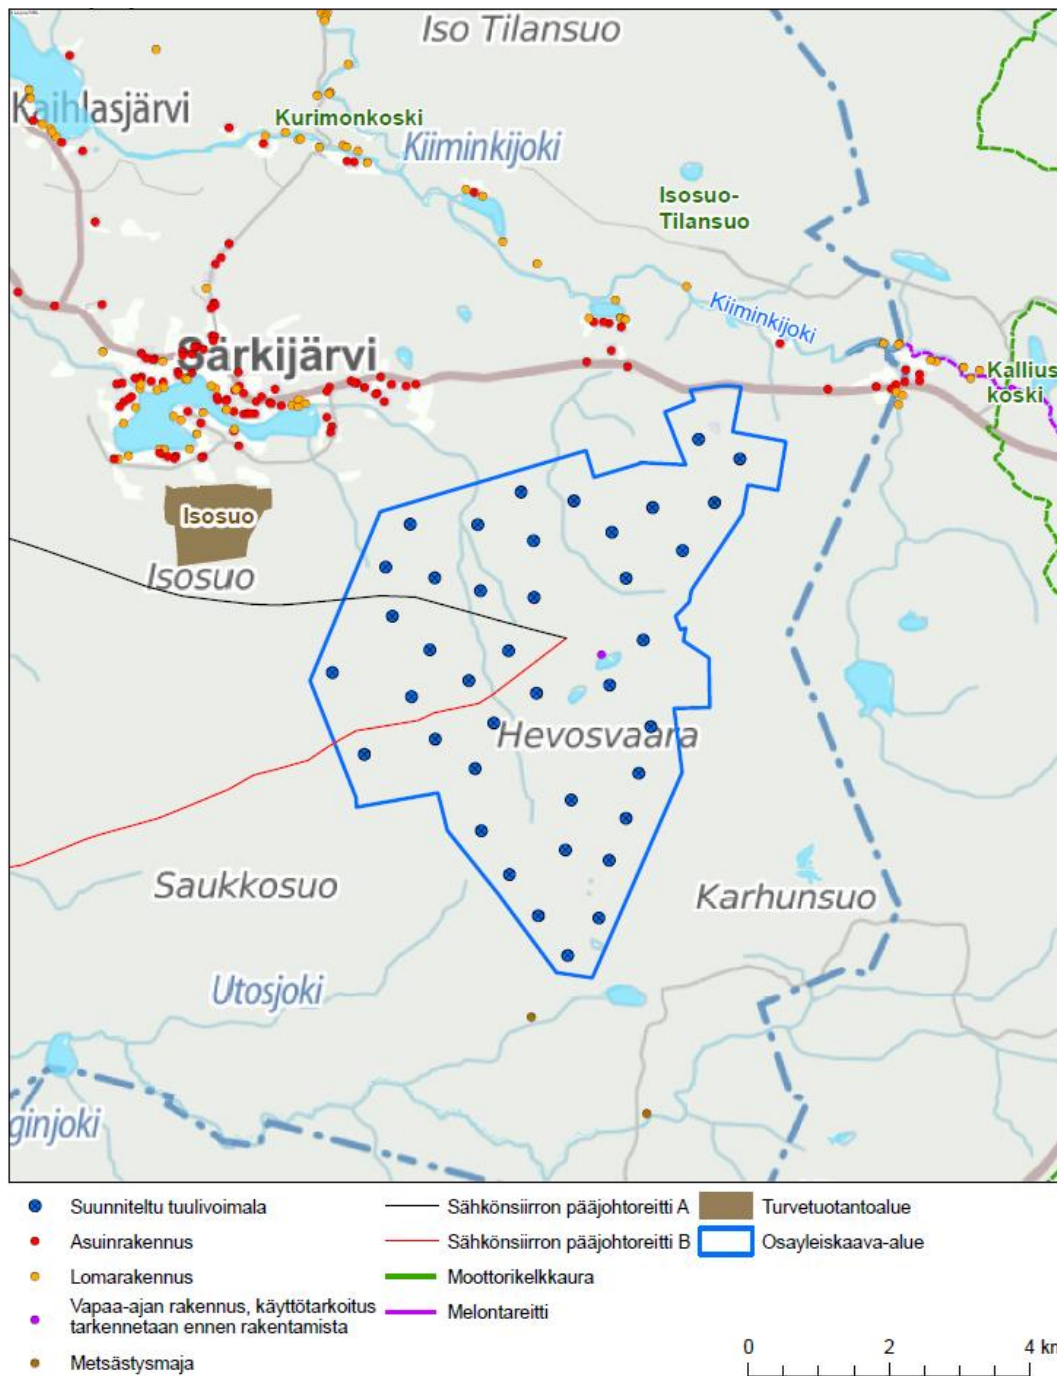 Iso Tilansuo
Kaihlasjärvi
Kurimonkoski
Kiiminkijoki
Isosuo-
Tilansuo
Kiiminkijoki
Särkijärvi
Kallius
koski
Isosuo
Isosuo
Hevosvaara
Saukkosuo
Karhunsuo
Utosjoki
ginjoki
Suunniteltu tuulivoimala
Asuinrakennus
Lomarakennus
Vapaa-ajan rakennus, käyttötarkoitus
tarkennetaan ennen rakentamista
Metsästysmaja
Sähkönsiirron pääjohtoreitti A
Sähkönsiirron pääjohtoreitti B
Moottorikelkkaura
Melontareitti
Turvetuotantoalue
Osayleiskaava-alue
0 2 4 km